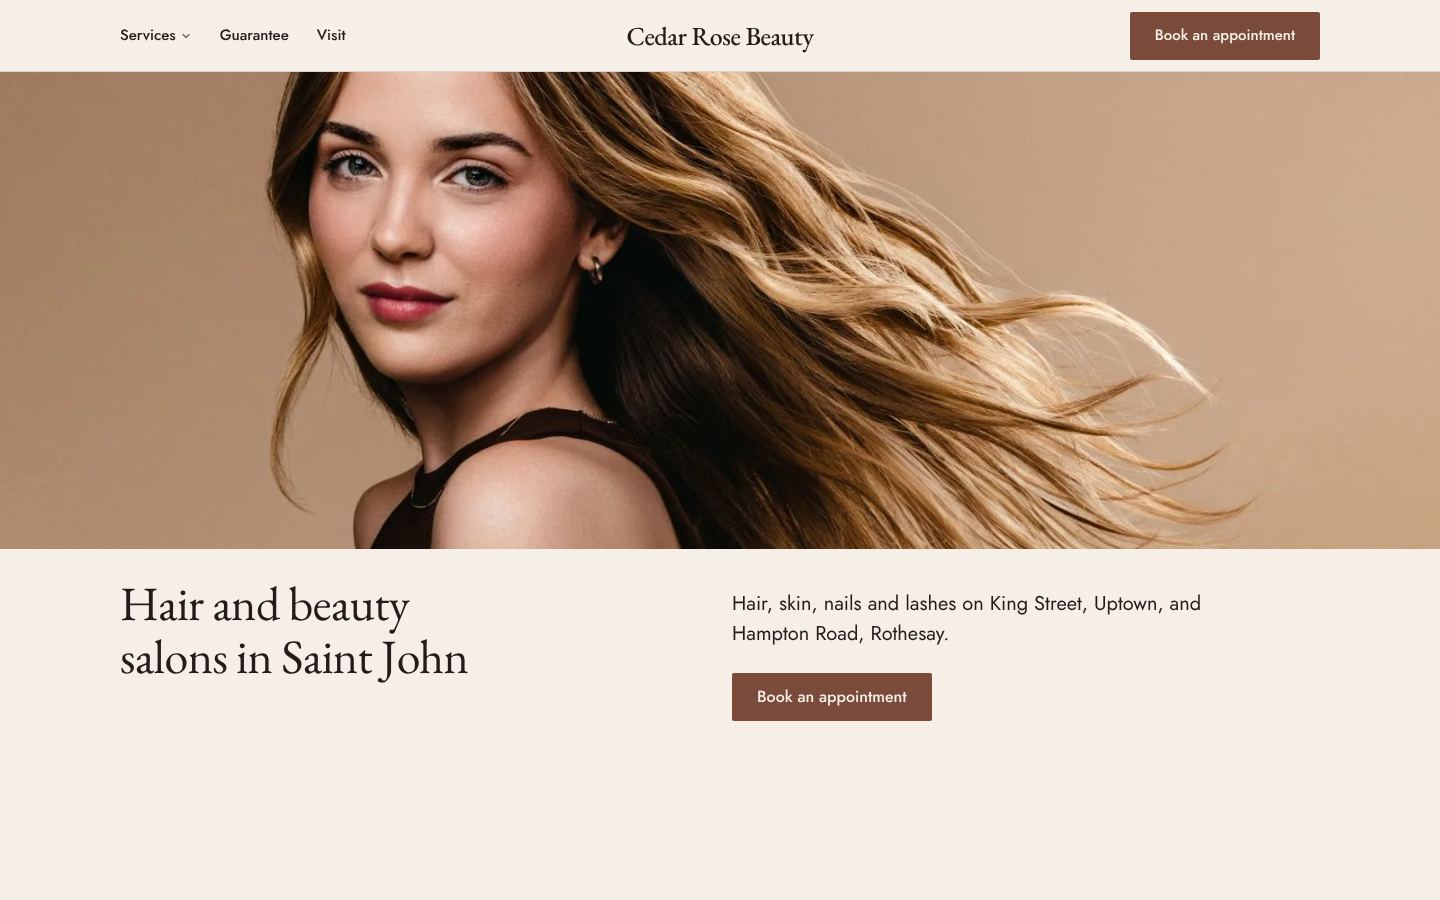 Services
Guarantee
Visit
Cedar Rose Beauty
Book an appointment
Hair and beauty
salons in Saint John
Hair, skin, nails and lashes on King Street, Uptown, and
Hampton Road, Rothesay.
Book an appointment